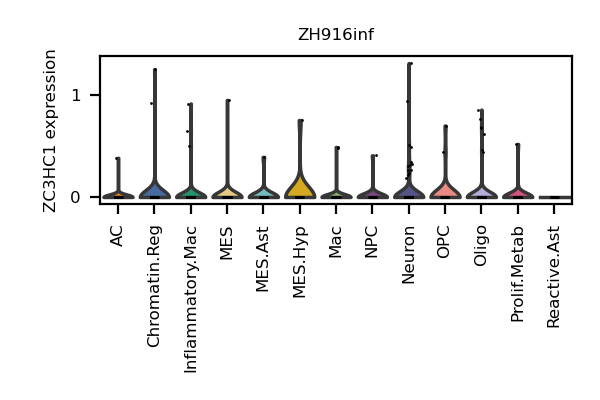 ZH916inf
ZC3HC1 expression
1
0
AC
Chromatin.Reg
Inflammatory.Mac
MES
MES.Ast
MES.Hyp
Mac
NPC
Neuron
OPC
Oligo
Prolif.Metab
Reactive.Ast